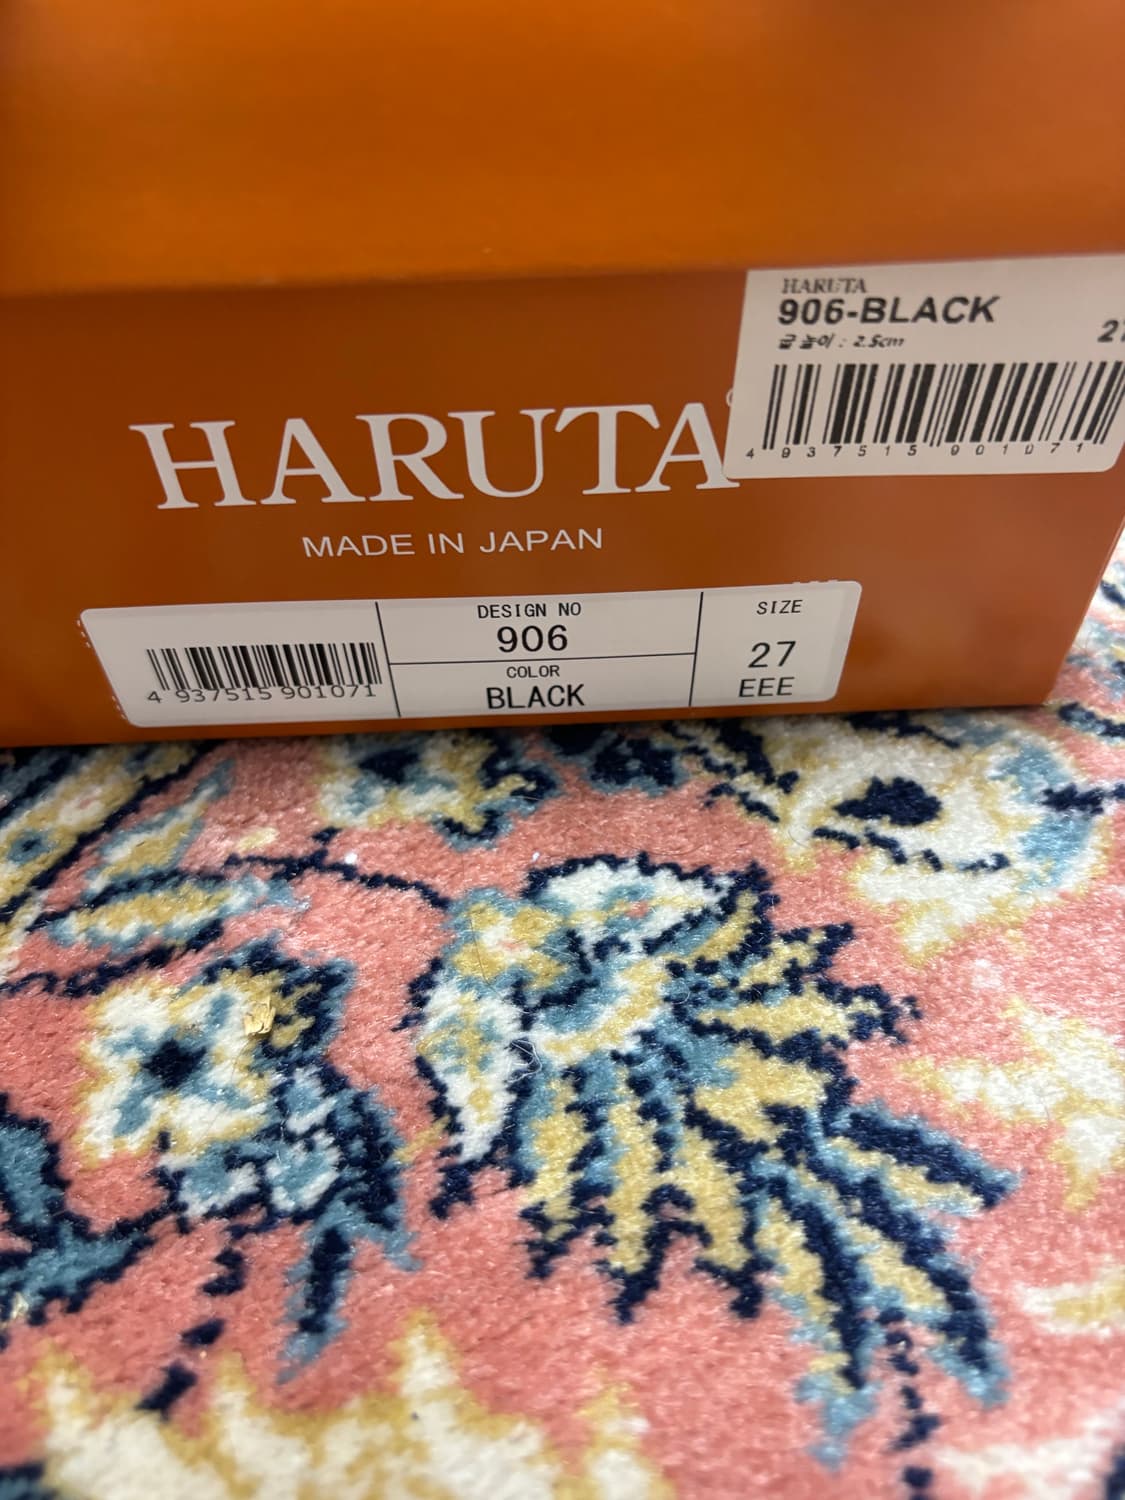 HARUTA
906-BLACK
27
굽높이 : 2.5cm
4 937515 901071
HARUTA
MADE IN JAPAN
DESIGN NO
906
COLOR
BLACK
SIZE
27
EEE
4 937515 901071